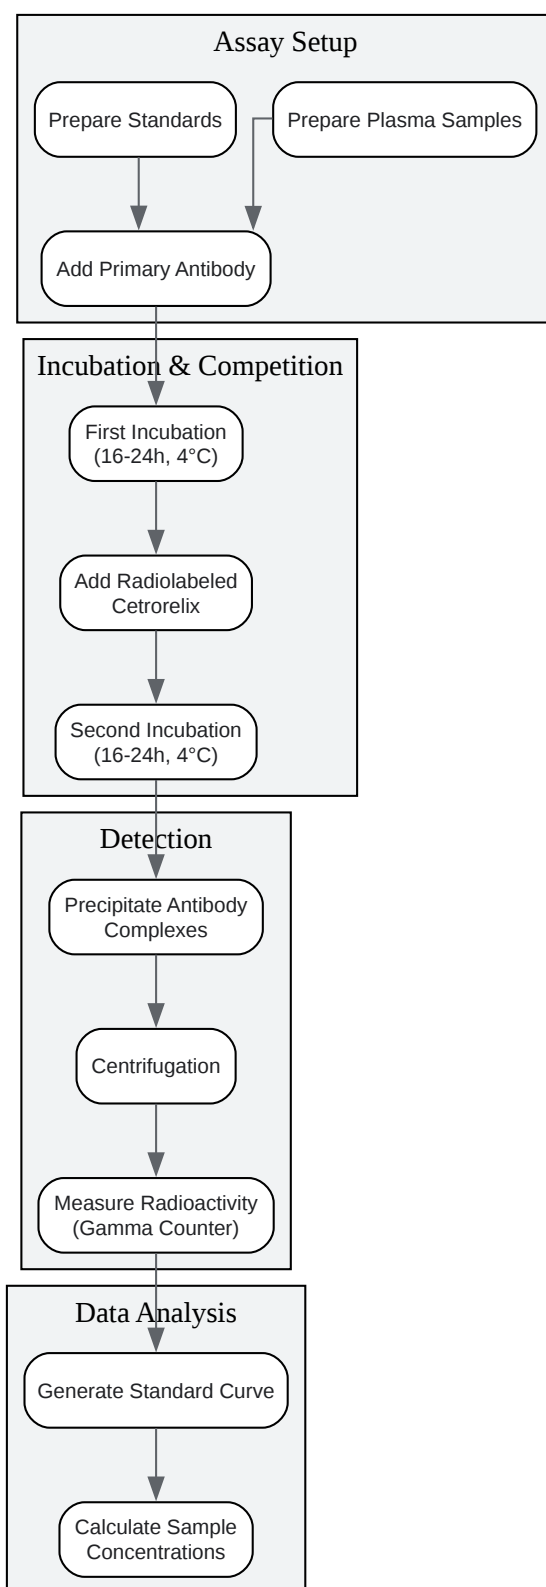 Assay Setup
Prepare Standards
Prepare Plasma Samples
Add Primary Antibody
Incubation & Competition
First Incubation
(16-24h, 4°C)
Add Radiolabeled
Cetrorelix
Second Incubation
(16-24h, 4°C)
Detection
Precipitate Antibody
Complexes
Centrifugation
Measure Radioactivity
(Gamma Counter)
Data Analysis
Generate Standard Curve
Calculate Sample
Concentrations